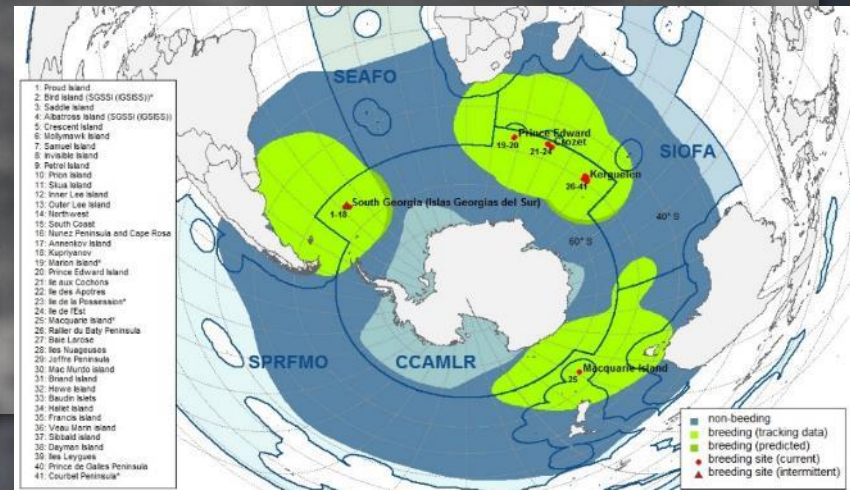 1: Proud Island
2: Bird Island (SGSSI (IGSISS))*
3: Saddle Island
4: Albatross Island (SGSSI (IGSISS))
5: Crescent Island
6: Mollymawk Island
7: Samuel Island
8: Invisible Island
9: Petrel Island
10: Prion Island
11: Skua Island
12: Inner Lee Island
13: Outer Lee Island
14: Northwest
15: South Coast
16: Nunez Peninsula and Cape Rosa
17: Annenkov Island
18: Kupriyanov
19: Marion Island*
20: Prince Edward Island
21: Ile aux Cochons
22: Ile des Apotres
23: Ile de la Possession*
24: Ile de l'Est
25: Macquarie Island*
26: Rallier du Baty Peninsula
27: Baie Larose
28: Iles Nuageuses
29: Joffre Peninsula
30: Mac Murdo island
31: Briand Island
32: Howe Island
33: Baudin Islets
34: Hallet Island
35: Francis Island
36: Veau Marin island
37: Sibbald island
38: Dayman Island
39: Iles Leygues
40: Prince de Galles Peninsula
41: Courbet Peninsula*
SEAFO
Prince Edward
19-20
Crozet
21-24
SIOFA
Kerguelen
26-41
South Georgia (Islas Georgias del Sur)
1-18
40° S
60° S
SPRFMO
CCAMLR
Macquarie Island
25
non-beeding
breeding (tracking data)
breeding (predicted)
breeding site (current)
breeding site (intermittent)